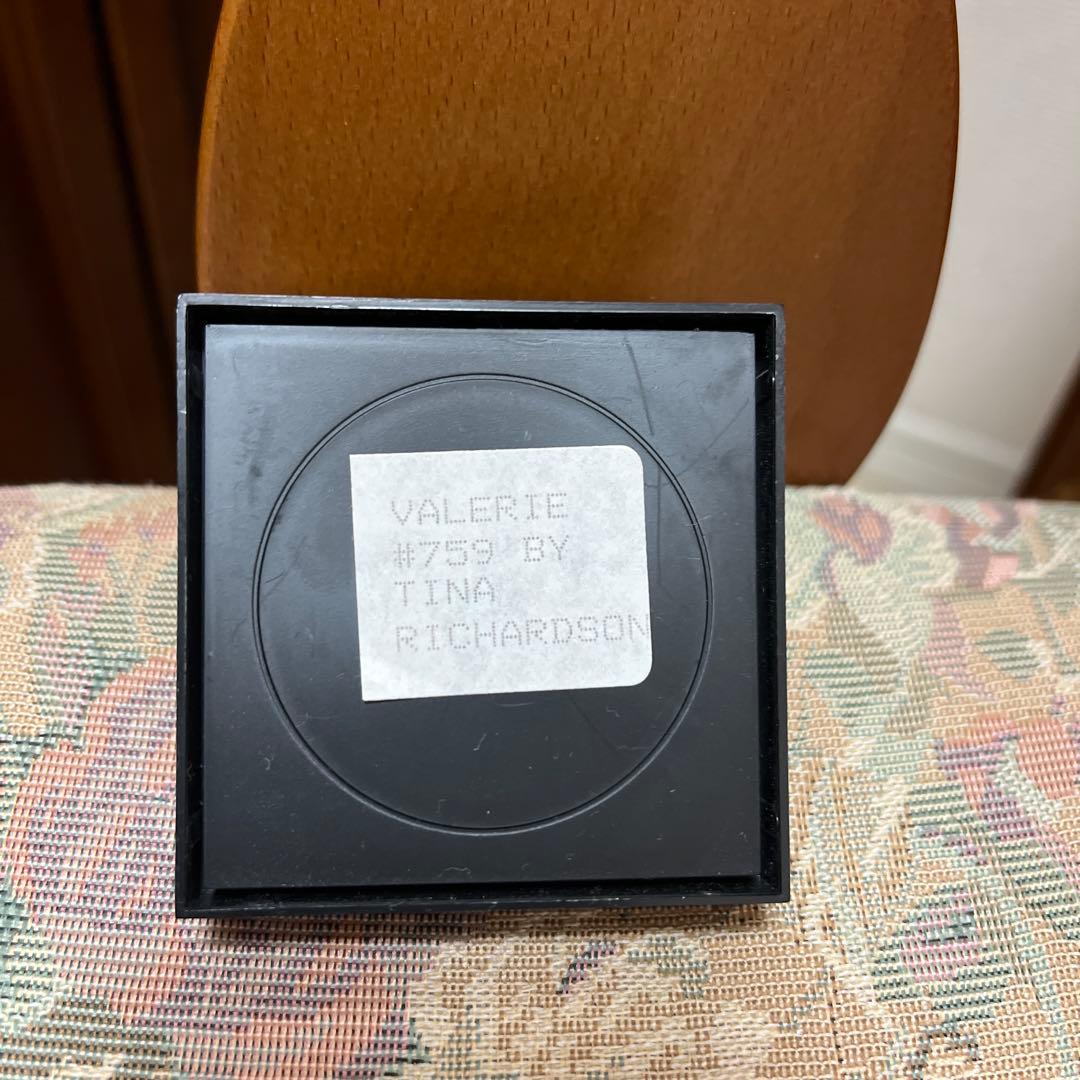 VALERIE
#759 BY
TINA
RICHARDSON